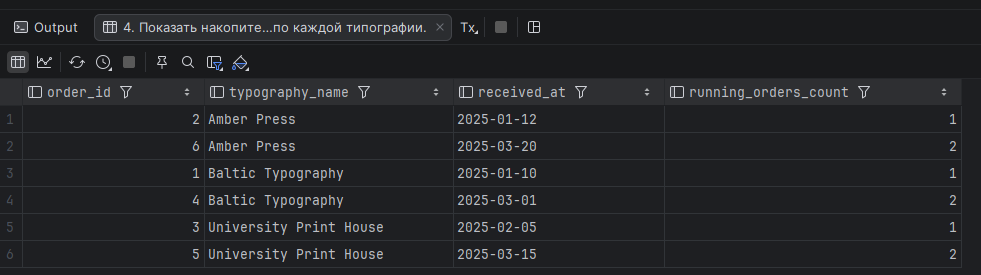 Output 4. Показать накопите...по каждой типографии. Tx
order_id typography_name received_at running_orders_count
1 2 Amber Press 2025-01-12 1
2 6 Amber Press 2025-03-20 2
3 1 Baltic Typography 2025-01-10 1
4 4 Baltic Typography 2025-03-01 2
5 3 University Print House 2025-02-05 1
6 5 University Print House 2025-03-15 2